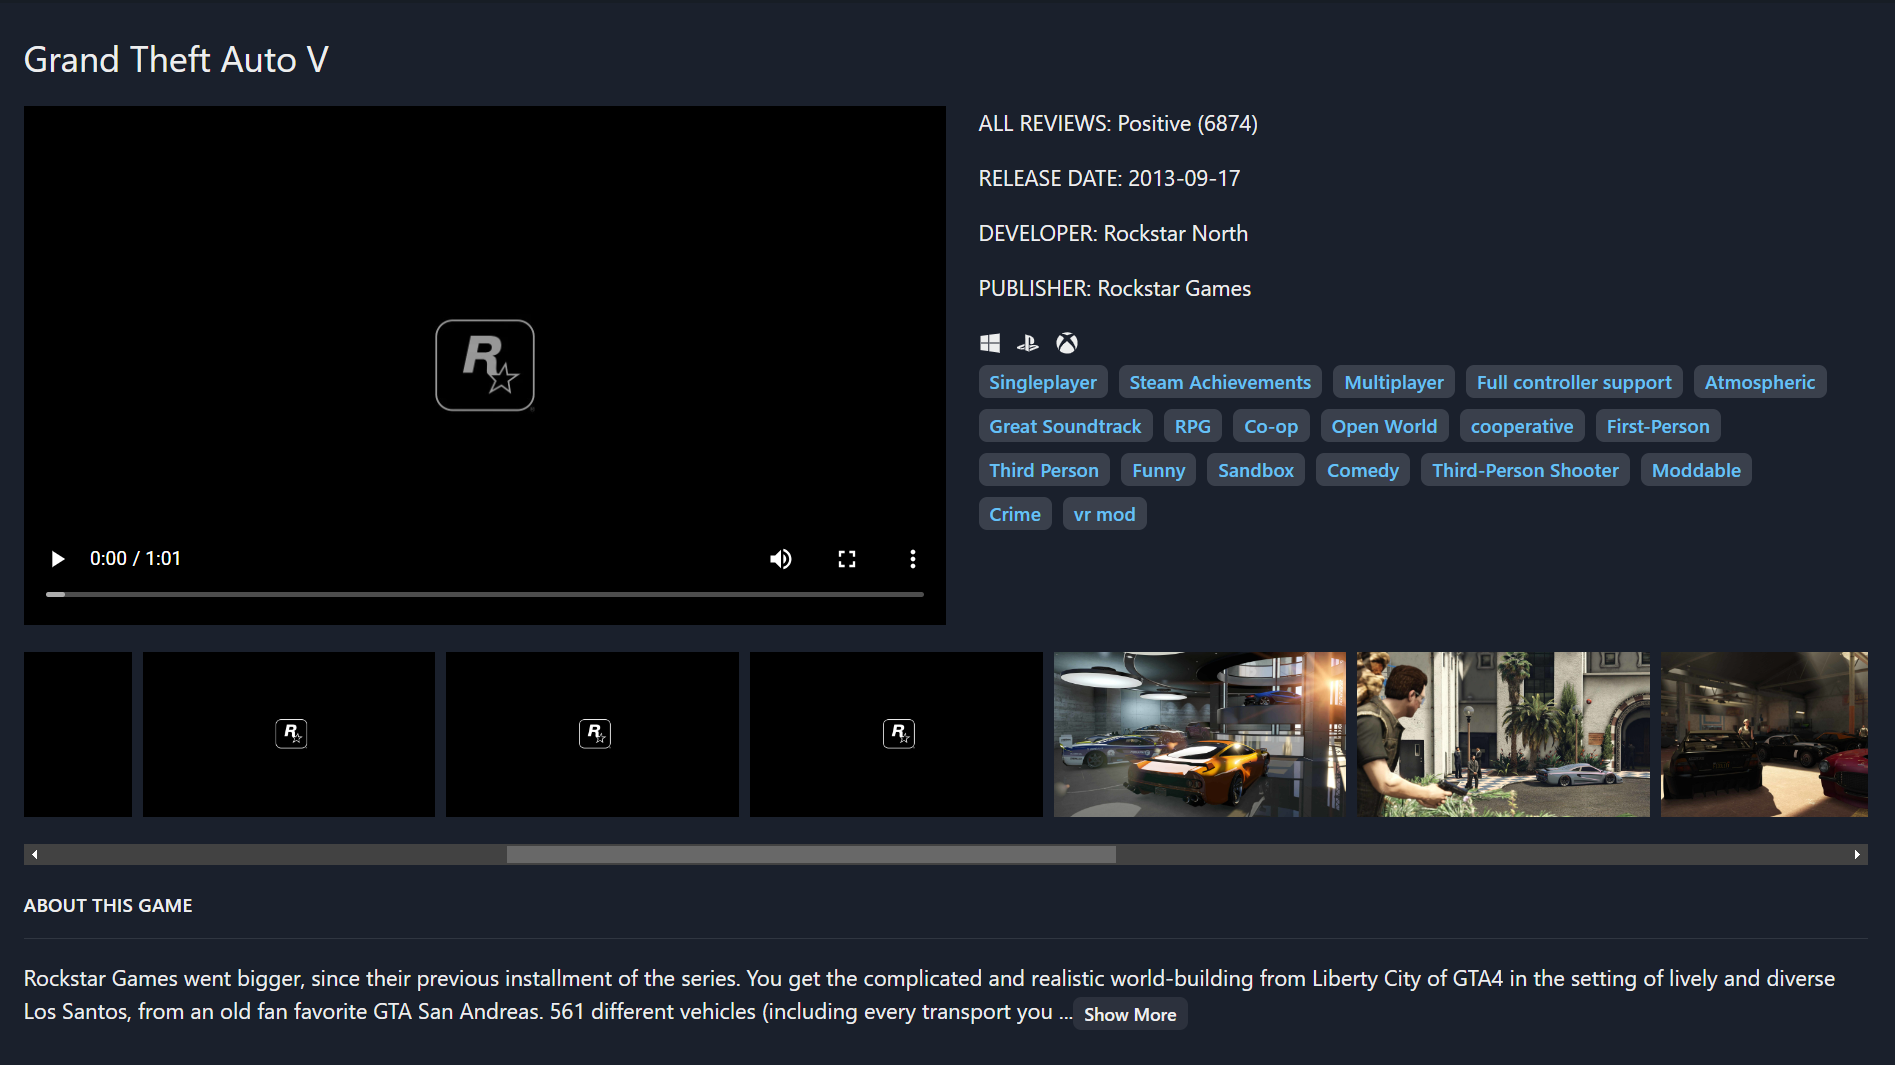 Grand Theft Auto V
ALL REVIEWS: Positive (6874)
RELEASE DATE: 2013-09-17
DEVELOPER: Rockstar North
PUBLISHER: Rockstar Games
Singleplayer Steam Achievements Multiplayer Full controller support Atmospheric
Great Soundtrack RPG Co-op Open World cooperative First-Person
Third Person Funny Sandbox Comedy Third-Person Shooter Moddable
Crime vr mod
R
0:00 / 1:01
R R R
ABOUT THIS GAME
Rockstar Games went bigger, since their previous installment of the series. You get the complicated and realistic world-building from Liberty City of GTA4 in the setting of lively and diverse
Los Santos, from an old fan favorite GTA San Andreas. 561 different vehicles (including every transport you ... Show More